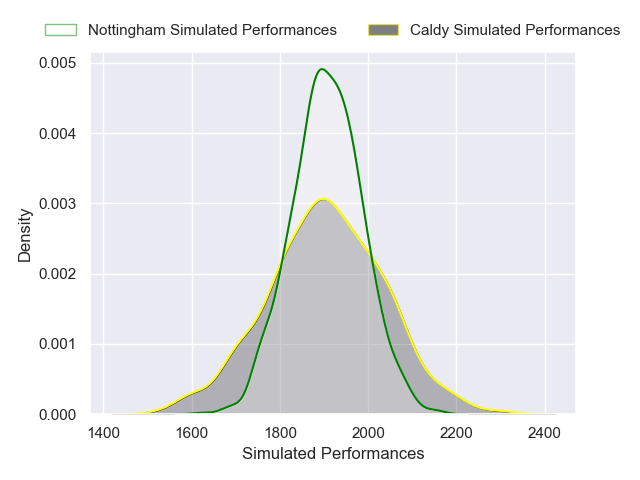 Nottingham Simulated Performances
Caldy Simulated Performances
0.005
0.004
0.003
0.002
0.001
0.000
Density
1400 1600 1800 2000 2200 2400
Simulated Performances